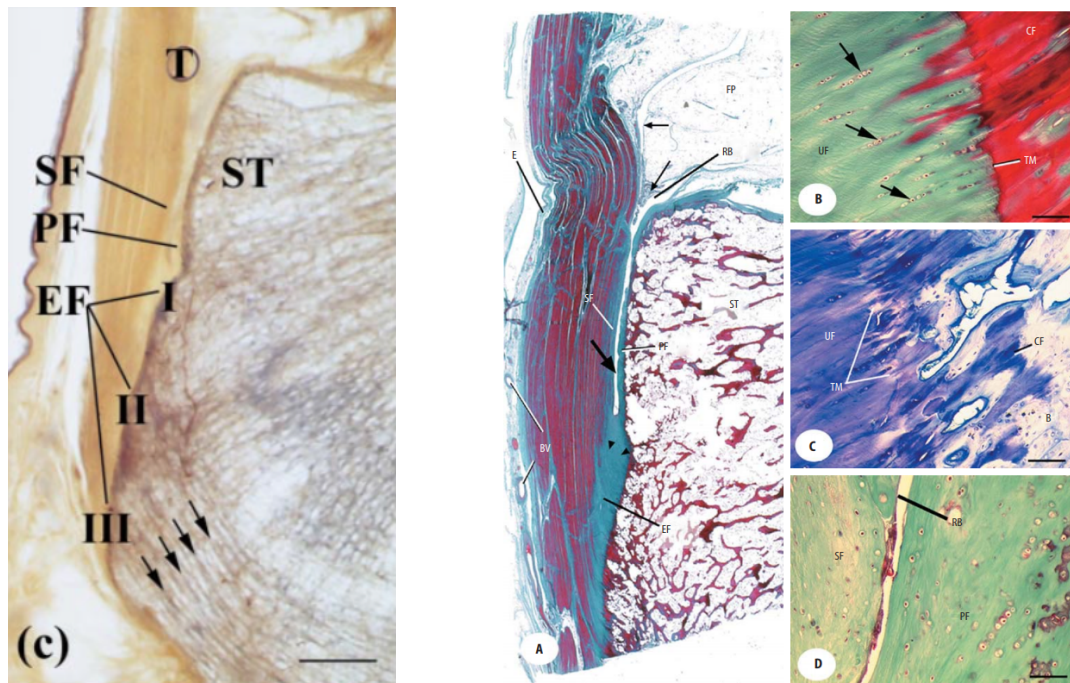 T
SF
ST
PF
EF
I
II
III
(c)
E
FP
RB
SF
ST
PF
BV
EF
A
CF
UF
TM
B
UF
CF
TM
B
C
RB
SF
PF
D